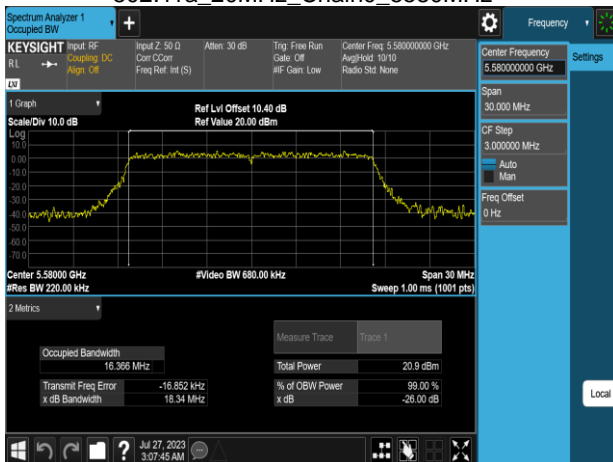 802.11a_20MHz_Chain0_5580MHz
Spectrum Analyzer 1
Occupied BW
+
Frequency
KEYSIGHT
RL
LXI
Input: RF
Coupling: DC
Align: Off
Input Z: 50 Ω
Corr CCorr
Freq Ref: Int (S)
Atten: 30 dB
Trig: Free Run
Gate: Off
#IF Gain: Low
Center Freq: 5.580000000 GHz
Avg|Hold: 10/10
Radio Std: None
Center Frequency
5.580000000 GHz
Settings
Span
30.000 MHz
CF Step
3.000000 MHz
Auto
Man
Freq Offset
0 Hz
Local
1 Graph
Scale/Div 10.0 dB
Ref Lvl Offset 10.40 dB
Ref Value 20.00 dBm
Log
10.0
0.00
-10.0
-20.0
-30.0
-40.0
-50.0
-60.0
-70.0
Center 5.58000 GHz
#Video BW 680.00 kHz
Span 30 MHz
#Res BW 220.00 kHz
Sweep 1.00 ms (1001 pts)
2 Metrics
Measure Trace
Trace 1
Occupied Bandwidth
16.366 MHz
Total Power
20.9 dBm
Transmit Freq Error
-16.852 kHz
% of OBW Power
99.00 %
x dB Bandwidth
18.34 MHz
x dB
-26.00 dB
?
Jul 27, 2023
3:07:45 AM